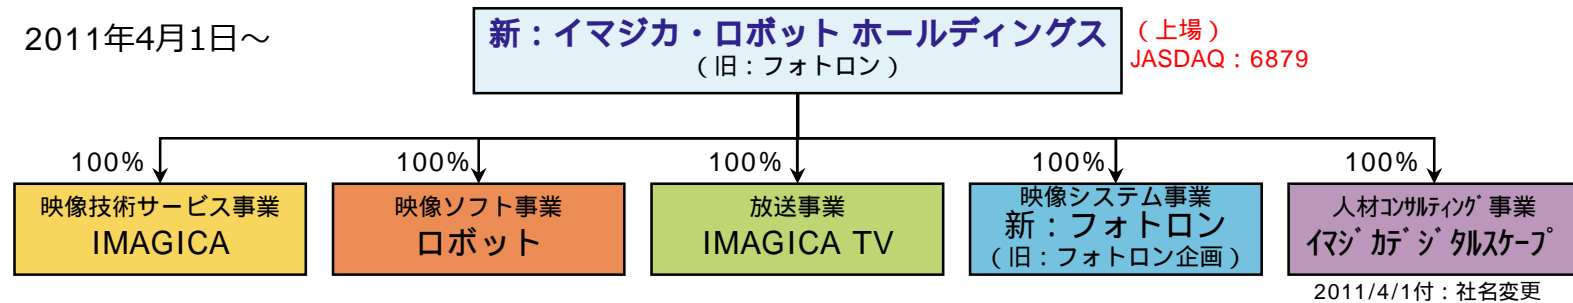 2011年4月1日～
新：イマジカ・ロボット ホールディングス
（旧：フォトロン）
（上場）
JASDAQ：6879
100%
100%
100%
100%
100%
映像技術サービス事業
IMAGICA
映像ソフト事業
ロボット
放送事業
IMAGICA TV
映像システム事業
新：フォトロン
（旧：フォトロン企画）
人材ｺﾝｻﾙﾃｨﾝｸﾞ事業
ｲﾏｼﾞｶﾃﾞｼﾞﾀﾙｽｹｰﾌﾟ
2011/4/1付：社名変更